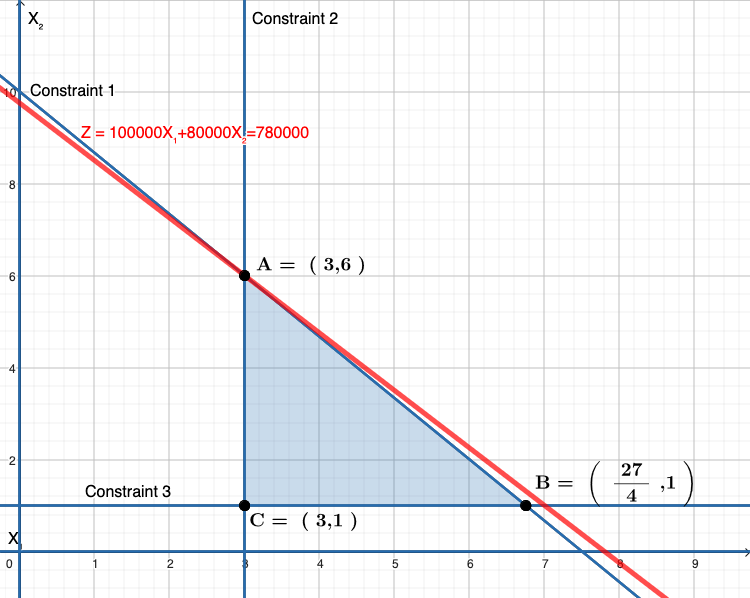 X₂
Constraint 2
10
Constraint 1
Z = 100000X₁+80000X₂=780000
8
6
A = ( 3,6 )
4
2
B = ( 27/4 ,1 )
Constraint 3
C = ( 3,1 )
X₁
0 1 2 3 4 5 6 7 8 9